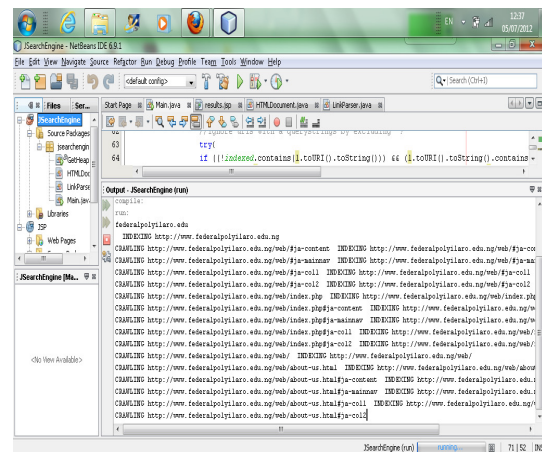 EN
12:37
05/07/2012
JSearchEngine - NetBeans IDE 6.9.1
File Edit View Navigate Source Refactor Run Debug Profile Team Tools Window Help
<default config>
Search (Ctrl+I)
Files Ser...
Start Page Main.java results.jsp HTMLDocument.java LinkParser.java
JSearchEngine
Source Packages
jsearchengin
GetHeap
HTMLDoc
LinkParse
Main.jav
Libraries
JSP
Web Pages
63 try{
64 if ((!indexed.contains(l.toURI().toString())) && (l.toURI().toString().contains
JSearchEngine [Ma...
<No View Available>
Output - JSearchEngine (run)
compile:
run:
federalpolyilaro.edu
INDEXING http://www.federalpolyilaro.edu.ng
CRAWLING http://www.federalpolyilaro.edu.ng/web/#ja-content INDEXING http://www.federalpolyilaro.edu.ng/web/#ja-co
CRAWLING http://www.federalpolyilaro.edu.ng/web/#ja-mainnav INDEXING http://www.federalpolyilaro.edu.ng/web/#ja-ma
CRAWLING http://www.federalpolyilaro.edu.ng/web/#ja-col1 INDEXING http://www.federalpolyilaro.edu.ng/web/#ja-col1
CRAWLING http://www.federalpolyilaro.edu.ng/web/#ja-col2 INDEXING http://www.federalpolyilaro.edu.ng/web/#ja-col2
CRAWLING http://www.federalpolyilaro.edu.ng/web/index.php INDEXING http://www.federalpolyilaro.edu.ng/web/index.php
CRAWLING http://www.federalpolyilaro.edu.ng/web/index.php#ja-content INDEXING http://www.federalpolyilaro.edu.ng/w
CRAWLING http://www.federalpolyilaro.edu.ng/web/index.php#ja-mainnav INDEXING http://www.federalpolyilaro.edu.ng/w
CRAWLING http://www.federalpolyilaro.edu.ng/web/index.php#ja-col1 INDEXING http://www.federalpolyilaro.edu.ng/web/
CRAWLING http://www.federalpolyilaro.edu.ng/web/index.php#ja-col2 INDEXING http://www.federalpolyilaro.edu.ng/web/
CRAWLING http://www.federalpolyilaro.edu.ng/web/ INDEXING http://www.federalpolyilaro.edu.ng/web/
CRAWLING http://www.federalpolyilaro.edu.ng/web/about-us.html INDEXING http://www.federalpolyilaro.edu.ng/web/abou
CRAWLING http://www.federalpolyilaro.edu.ng/web/about-us.html#ja-content INDEXING http://www.federalpolyilaro.edu.
CRAWLING http://www.federalpolyilaro.edu.ng/web/about-us.html#ja-mainnav INDEXING http://www.federalpolyilaro.edu.
CRAWLING http://www.federalpolyilaro.edu.ng/web/about-us.html#ja-col1 INDEXING http://www.federalpolyilaro.edu.ng/
CRAWLING http://www.federalpolyilaro.edu.ng/web/about-us.html#ja-col2
JSearchEngine (run) running... 71 | 52 INS